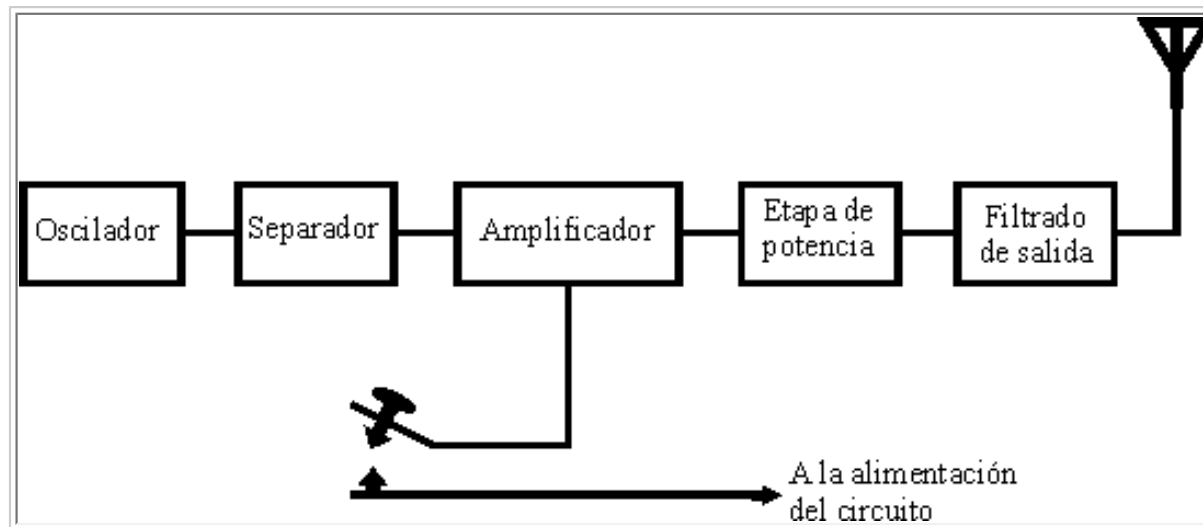 Oscilador
Separador
Amplificador
Etapa de
potencia
Filtrado
de salida
A la alimentación
del circuito